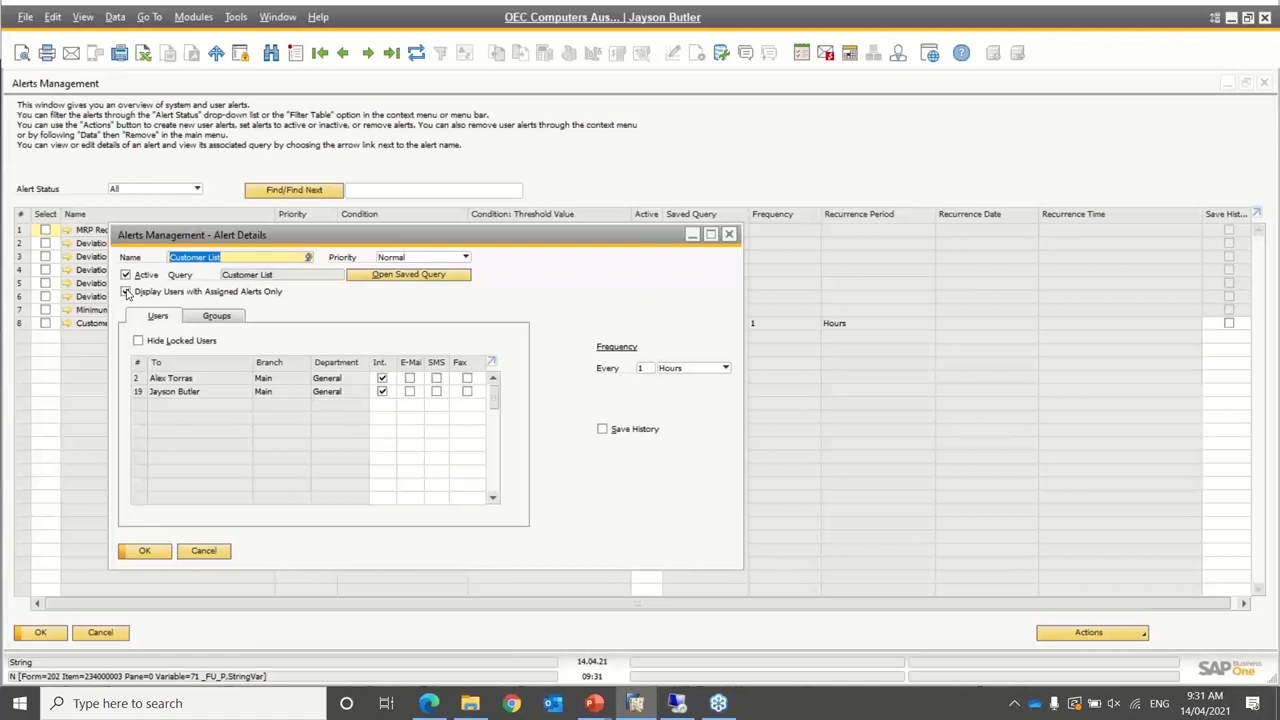 File Edit View Data Go To Modules Tools Window Help OEC Computers Aus... | Jayson Butler
Alerts Management
This window gives you an overview of system and user alerts.
You can filter the alerts through the "Alert Status" drop-down list or the "Filter Table" option in the context menu or menu bar.
You can use the "Actions" button to create new user alerts, set alerts to active or inactive, or remove alerts. You can also remove user alerts through the context menu
or by following "Data" then "Remove" in the main menu.
You can view or edit details of an alert and view its associated query by choosing the arrow link next to the alert name.
Alert Status All Find/Find Next
# Select Name Priority Condition Condition: Threshold Value Active Saved Query Frequency Recurrence Period Recurrence Date Recurrence Time Save Hist...
1 MRP Rec
2 Deviatio
3 Deviatio
4 Deviatio
5 Deviatio
6 Deviatio
7 Minimum
8 Custome 1 Hours
Alerts Management - Alert Details
Name Customer List Priority Normal
Active Query Customer List Open Saved Query
Display Users with Assigned Alerts Only
Users Groups
Hide Locked Users
# To Branch Department Int. E-Mai SMS Fax
2 Alex Torras Main General
19 Jayson Butler Main General
Frequency
Every 1 Hours
Save History
OK Cancel
OK Cancel Actions
String 14.04.21
N [Form=202 Item=234000003 Pane=0 Variable=71 _FU_P,StringVar] 09:31
SAP Business One
Type here to search
ENG
9:31 AM
14/04/2021